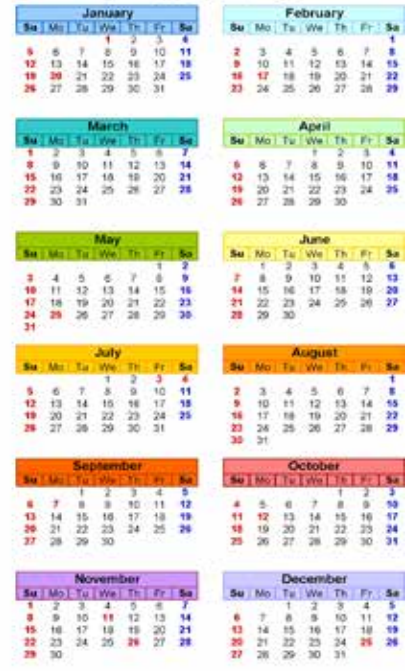 January
Su Mo Tu We Th Fr Sa
1 2 3 4
5 6 7 8 9 10 11
12 13 14 15 16 17 18
19 20 21 22 23 24 25
26 27 28 29 30 31
February
Su Mo Tu We Th Fr Sa
1
2 3 4 5 6 7 8
9 10 11 12 13 14 15
16 17 18 19 20 21 22
23 24 25 26 27 28 29
March
Su Mo Tu We Th Fr Sa
1 2 3 4 5 6 7
8 9 10 11 12 13 14
15 16 17 18 19 20 21
22 23 24 25 26 27 28
29 30 31
April
Su Mo Tu We Th Fr Sa
1 2 3 4
5 6 7 8 9 10 11
12 13 14 15 16 17 18
19 20 21 22 23 24 25
26 27 28 29 30
May
Su Mo Tu We Th Fr Sa
1 2
3 4 5 6 7 8 9
10 11 12 13 14 15 16
17 18 19 20 21 22 23
24 25 26 27 28 29 30
31
June
Su Mo Tu We Th Fr Sa
1 2 3 4 5 6
7 8 9 10 11 12 13
14 15 16 17 18 19 20
21 22 23 24 25 26 27
28 29 30
July
Su Mo Tu We Th Fr Sa
1 2 3 4
5 6 7 8 9 10 11
12 13 14 15 16 17 18
19 20 21 22 23 24 25
26 27 28 29 30 31
August
Su Mo Tu We Th Fr Sa
1
2 3 4 5 6 7 8
9 10 11 12 13 14 15
16 17 18 19 20 21 22
23 24 25 26 27 28 29
30 31
September
Su Mo Tu We Th Fr Sa
1 2 3 4 5
6 7 8 9 10 11 12
13 14 15 16 17 18 19
20 21 22 23 24 25 26
27 28 29 30
October
Su Mo Tu We Th Fr Sa
1 2 3
4 5 6 7 8 9 10
11 12 13 14 15 16 17
18 19 20 21 22 23 24
25 26 27 28 29 30 31
November
Su Mo Tu We Th Fr Sa
1 2 3 4 5 6 7
8 9 10 11 12 13 14
15 16 17 18 19 20 21
22 23 24 25 26 27 28
29 30
December
Su Mo Tu We Th Fr Sa
1 2 3 4 5
6 7 8 9 10 11 12
13 14 15 16 17 18 19
20 21 22 23 24 25 26
27 28 29 30 31